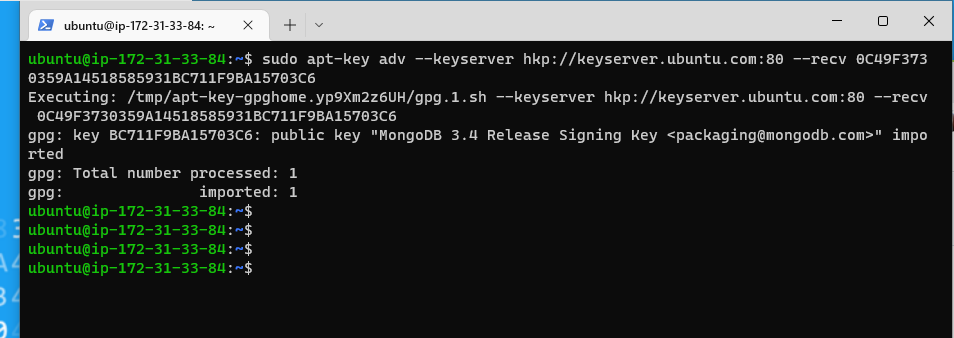 ubuntu@ip-172-31-33-84: ~
ubuntu@ip-172-31-33-84:~$ sudo apt-key adv --keyserver hkp://keyserver.ubuntu.com:80 --recv 0C49F373
0359A14518585931BC711F9BA15703C6
Executing: /tmp/apt-key-gpghome.yp9Xm2z6UH/gpg.1.sh --keyserver hkp://keyserver.ubuntu.com:80 --recv
0C49F3730359A14518585931BC711F9BA15703C6
gpg: key BC711F9BA15703C6: public key "MongoDB 3.4 Release Signing Key <packaging@mongodb.com>" impo
rted
gpg: Total number processed: 1
gpg:               imported: 1
ubuntu@ip-172-31-33-84:~$
ubuntu@ip-172-31-33-84:~$
ubuntu@ip-172-31-33-84:~$
ubuntu@ip-172-31-33-84:~$